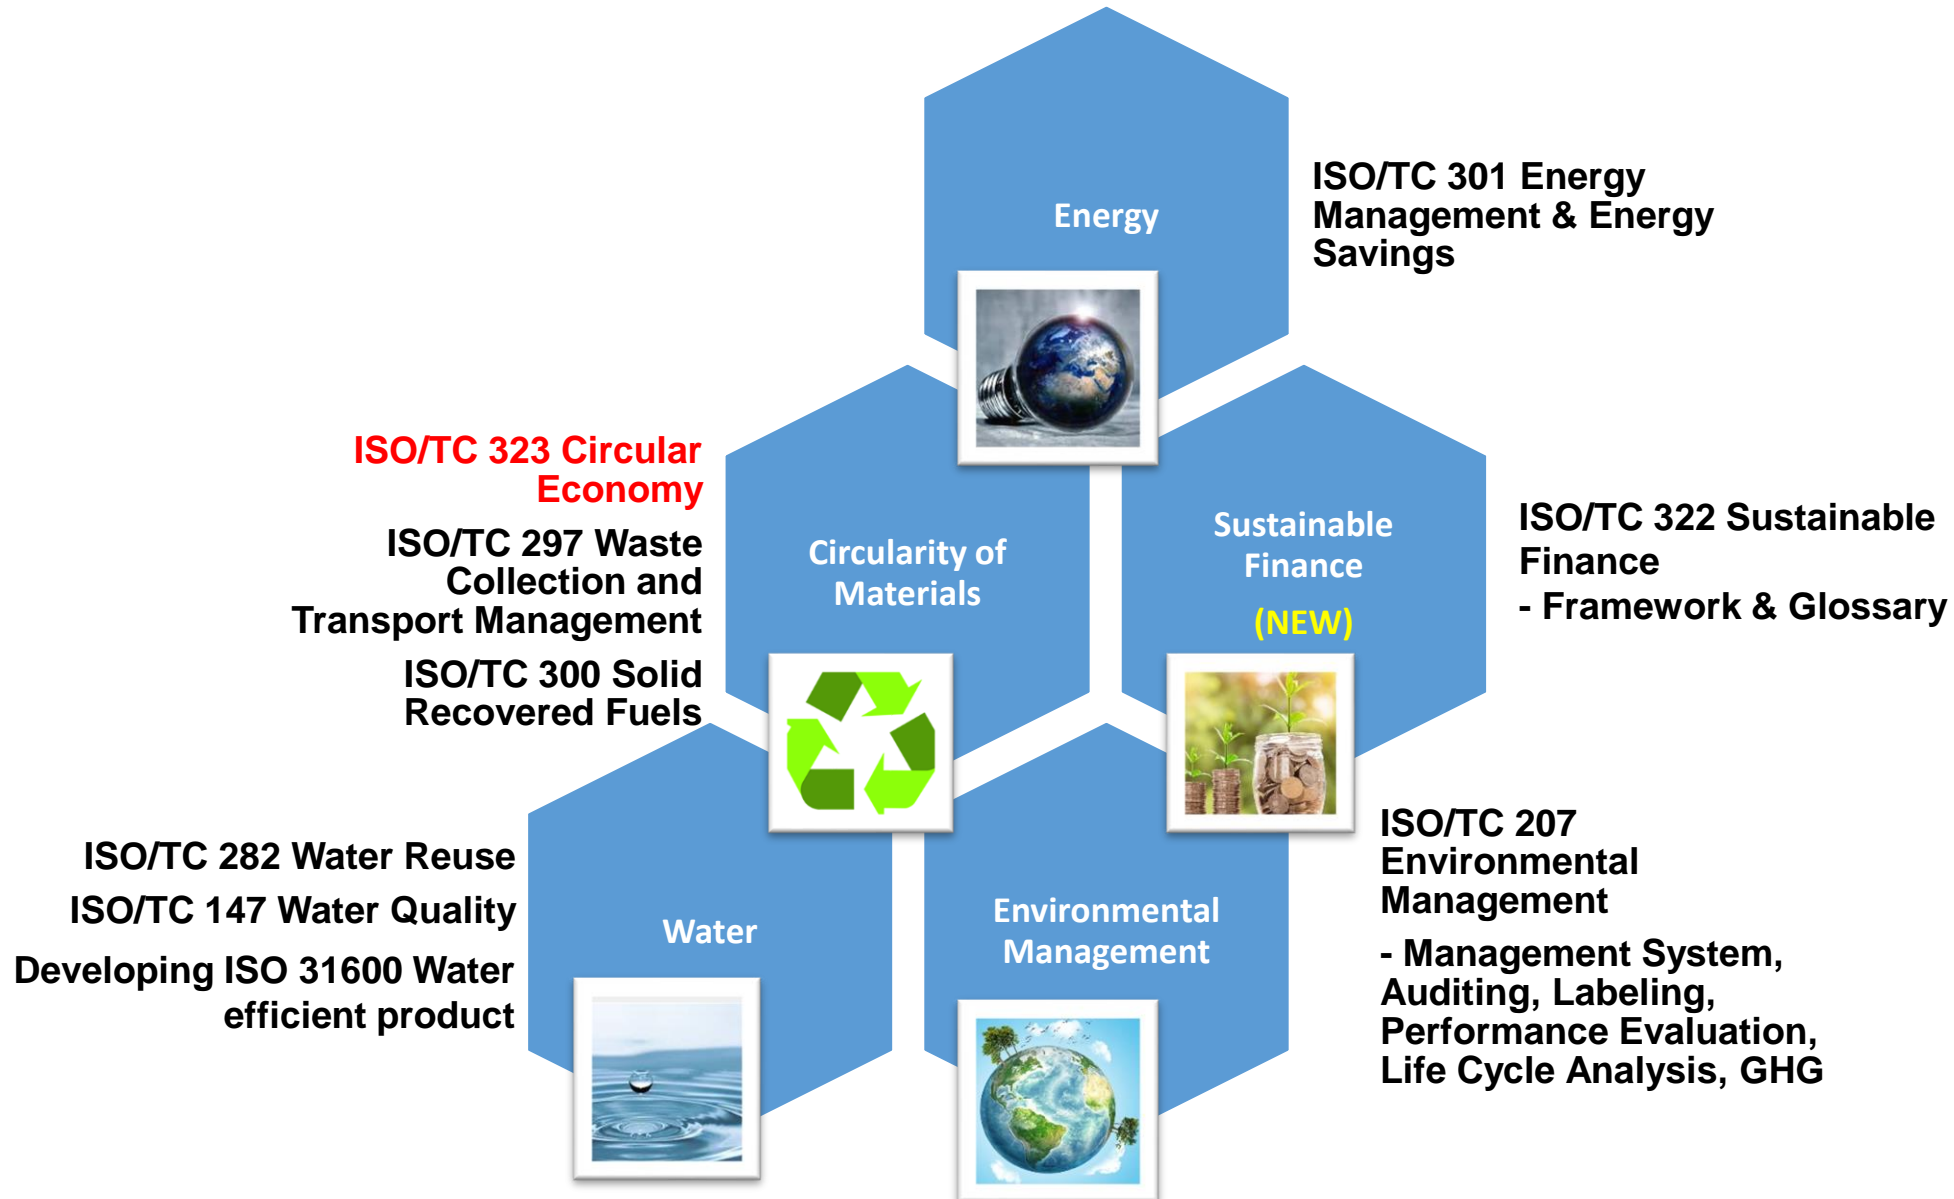 Energy
ISO/TC 301 Energy
Management & Energy
Savings
ISO/TC 323 Circular
Economy
ISO/TC 297 Waste
Collection and
Transport Management
ISO/TC 300 Solid
Recovered Fuels
Circularity of
Materials
Sustainable
Finance
(NEW)
ISO/TC 322 Sustainable
Finance
- Framework & Glossary
ISO/TC 282 Water Reuse
ISO/TC 147 Water Quality
Developing ISO 31600 Water
efficient product
Water
Environmental
Management
ISO/TC 207
Environmental
Management
- Management System,
Auditing, Labeling,
Performance Evaluation,
Life Cycle Analysis, GHG